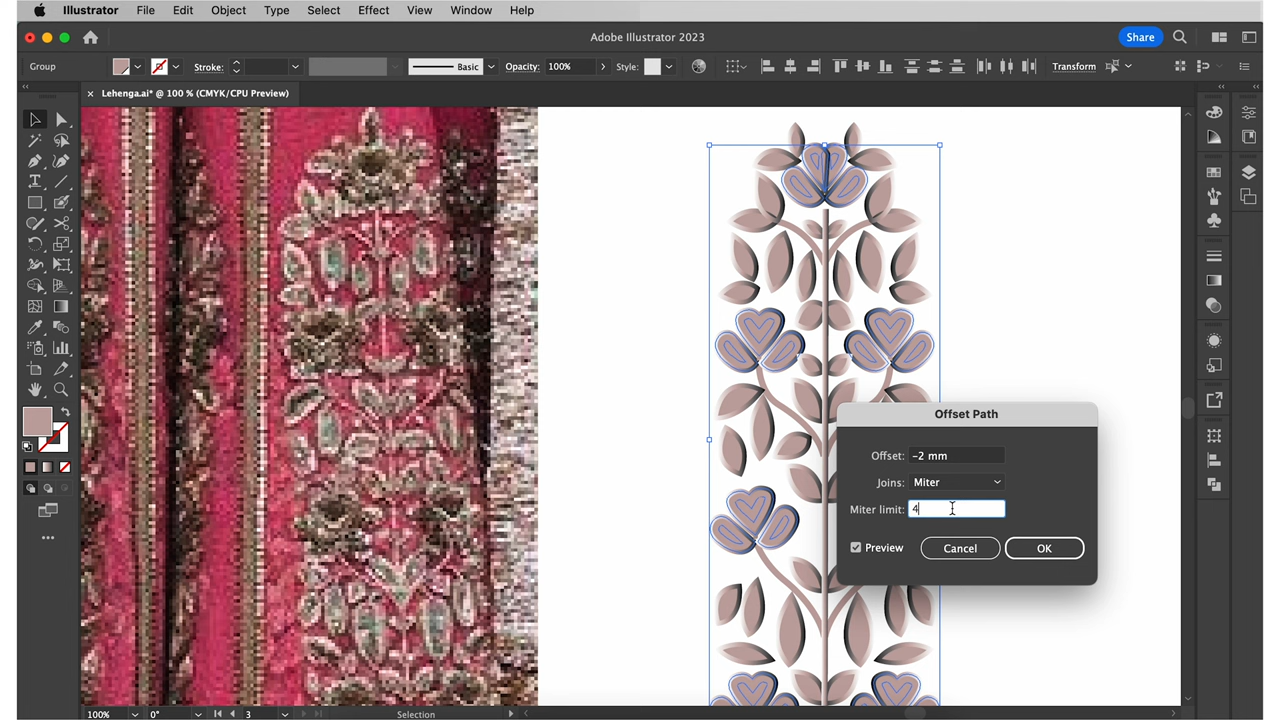 Illustrator File Edit Object Type Select Effect View Window Help
Adobe Illustrator 2023
Share
Group
Stroke:
Basic
Opacity: 100%
Style:
Transform
Lehenga.ai* @ 100 % (CMYK/CPU Preview)
Offset Path
Offset: -2 mm
Joins: Miter
Miter limit: 4
Preview
Cancel
OK
100%
0°
3
Selection